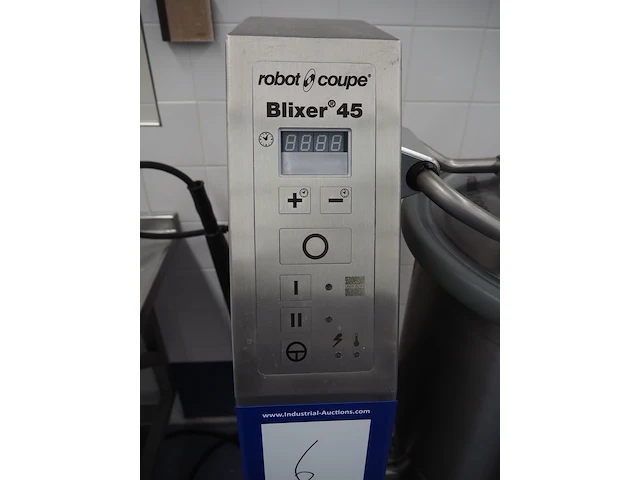 robot coupe®
Blixer® 45
8888
+ −
I
II
www.Industrial-Auctions.com
6